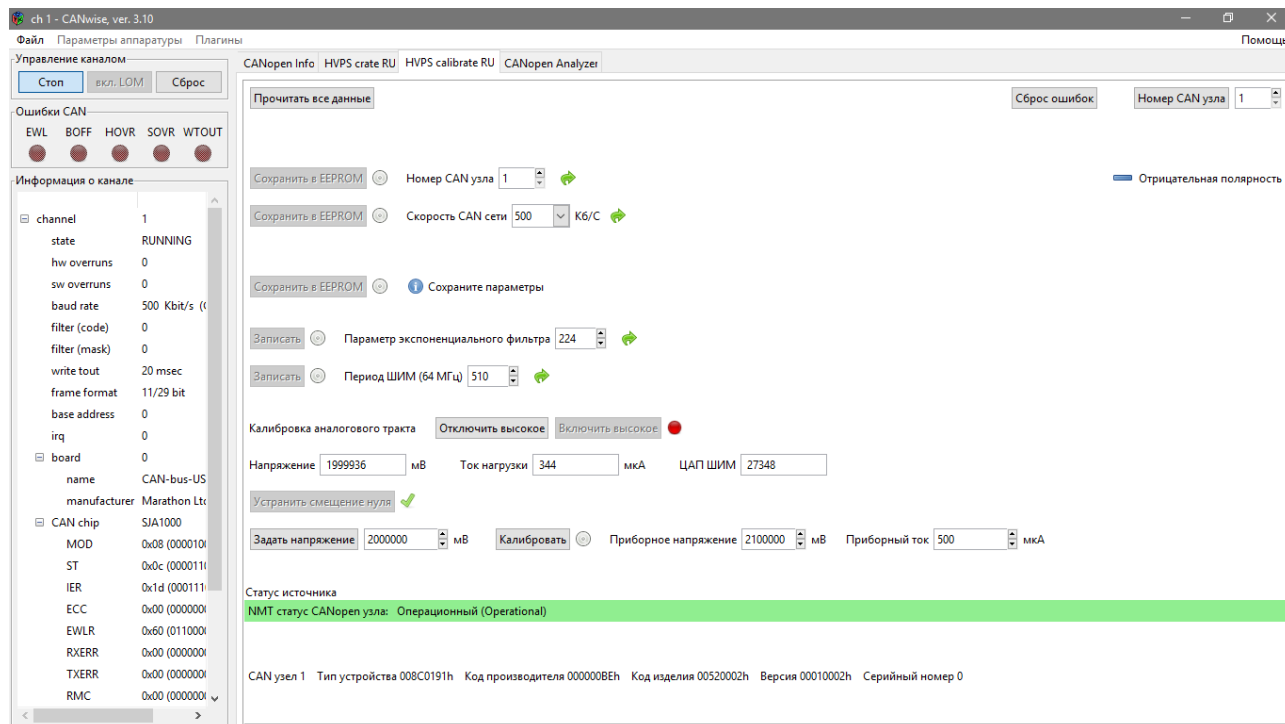 ch 1 - CANwise, ver. 3.10
Файл Параметры аппаратуры Плагины Помощь
Управление каналом
Стоп вкл. LOM Сброс
Ошибки CAN
EWL BOFF HOVR SOVR WTOUT
Информация о канале
channel 1
state RUNNING
hw overruns 0
sw overruns 0
baud rate 500 Kbit/s (
filter (code) 0
filter (mask) 0
write tout 20 msec
frame format 11/29 bit
base address 0
irq 0
board 0
name CAN-bus-US
manufacturer Marathon Ltd
CAN chip SJA1000
MOD 0x08 (0000100
ST 0x0c (0000110
IER 0x1d (000111
ECC 0x00 (0000000
EWLR 0x60 (0110000
RXERR 0x00 (0000000
TXERR 0x00 (0000000
RMC 0x00 (0000000
CANopen Info HVPS crate RU HVPS calibrate RU CANopen Analyzer
Прочитать все данные Сброс ошибок Номер CAN узла 1
Сохранить в EEPROM Номер CAN узла 1 Отрицательная полярность
Сохранить в EEPROM Скорость CAN сети 500 Кб/С
Сохранить в EEPROM Сохраните параметры
Записать Параметр экспоненциального фильтра 224
Записать Период ШИМ (64 МГц) 510
Калибровка аналогового тракта Отключить высокое Включить высокое
Напряжение 1999936 мВ Ток нагрузки 344 мкА ЦАП ШИМ 27348
Устранить смещение нуля
Задать напряжение 2000000 мВ Калибровать Приборное напряжение 2100000 мВ Приборный ток 500 мкА
Статус источника
NMT статус CANopen узла: Операционный (Operational)
CAN узел 1 Тип устройства 008C0191h Код производителя 000000BEh Код изделия 00520002h Версия 00010002h Серийный номер 0